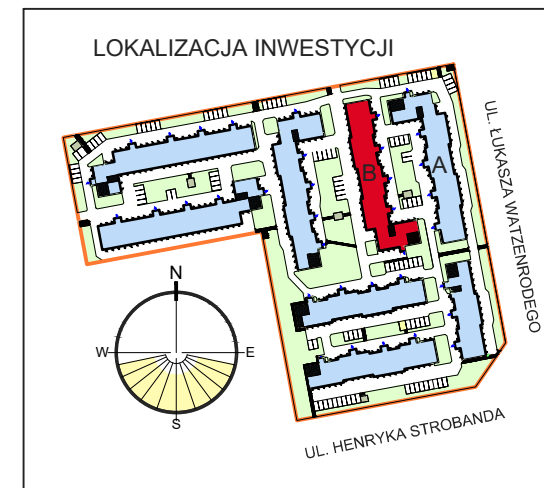 LOKALIZACJA INWESTYCJI
UL. ŁUKASZA WATZENRODEGO
B
A
N
W
E
S
UL. HENRYKA STROBANDA